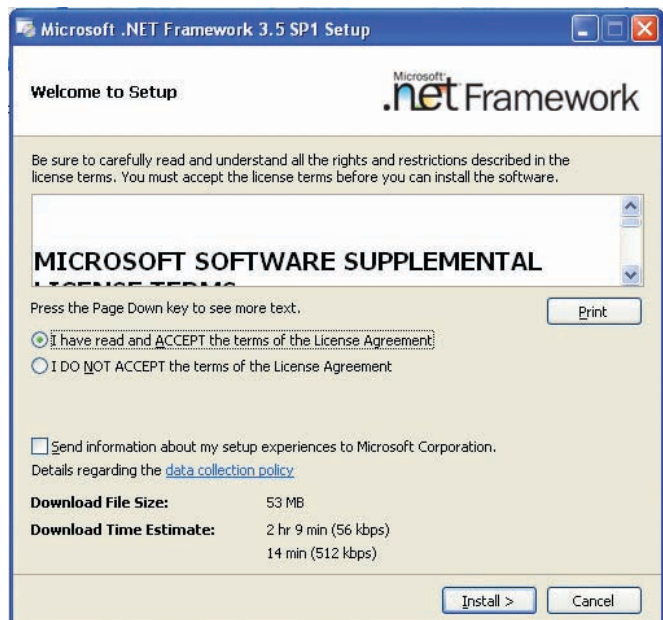 Microsoft .NET Framework 3.5 SP1 Setup
Welcome to Setup
Microsoft
.net Framework
Be sure to carefully read and understand all the rights and restrictions described in the
license terms. You must accept the license terms before you can install the software.
MICROSOFT SOFTWARE SUPPLEMENTAL
LICENSE TERMS
Press the Page Down key to see more text.
Print
I have read and ACCEPT the terms of the License Agreement
I DO NOT ACCEPT the terms of the License Agreement
Send information about my setup experiences to Microsoft Corporation.
Details regarding the data collection policy
Download File Size: 53 MB
Download Time Estimate: 2 hr 9 min (56 kbps)
14 min (512 kbps)
Install >
Cancel